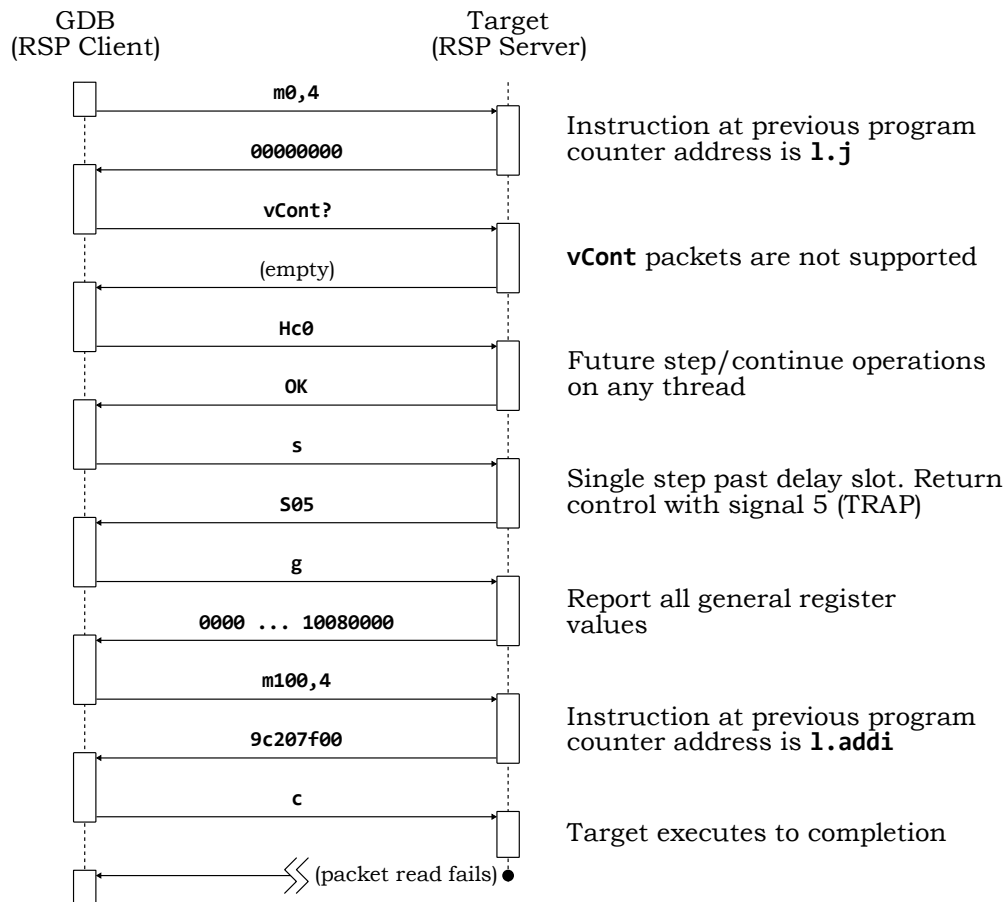 GDB
(RSP Client)
Target
(RSP Server)
m0,4
Instruction at previous program
counter address is l.j
00000000
vCont?
vCont packets are not supported
(empty)
Hc0
Future step/continue operations
on any thread
OK
s
Single step past delay slot. Return
control with signal 5 (TRAP)
S05
g
Report all general register
values
0000 ... 10080000
m100,4
Instruction at previous program
counter address is l.addi
9c207f00
c
Target executes to completion
(packet read fails)